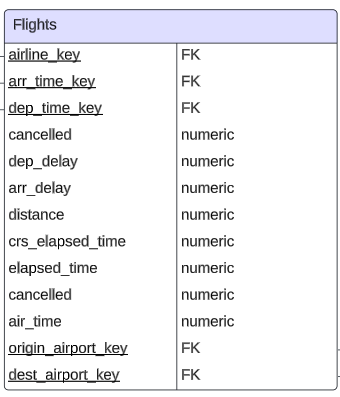 Flights
airline_key FK
arr_time_key FK
dep_time_key FK
cancelled numeric
dep_delay numeric
arr_delay numeric
distance numeric
crs_elapsed_time numeric
elapsed_time numeric
cancelled numeric
air_time numeric
origin_airport_key FK
dest_airport_key FK